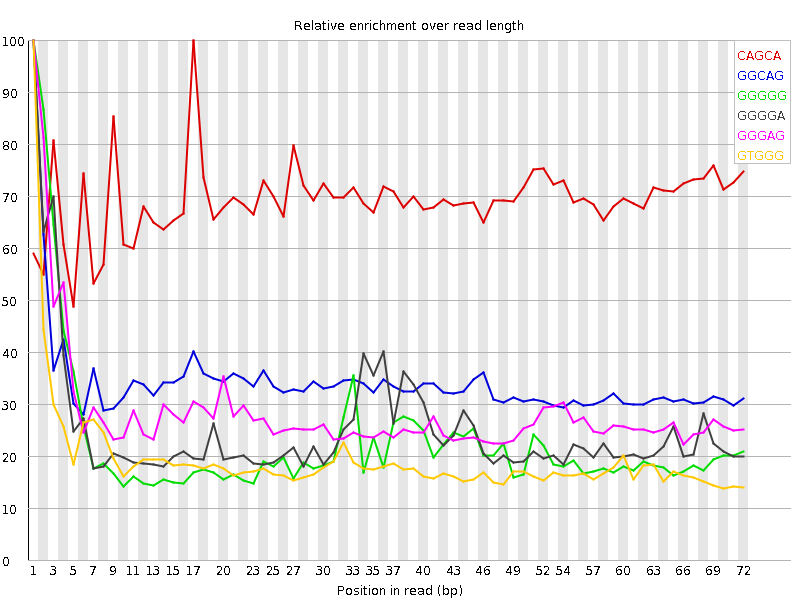 Relative enrichment over read length
100
90
80
70
60
50
40
30
20
10
0
CAGCA
GGCAG
GGGGG
GGGGA
GGGAG
GTGGG
1 3 5 7 9 11 13 15 17 20 23 25 27 30 33 35 37 40 43 46 49 52 54 57 60 63 66 69 72
Position in read (bp)